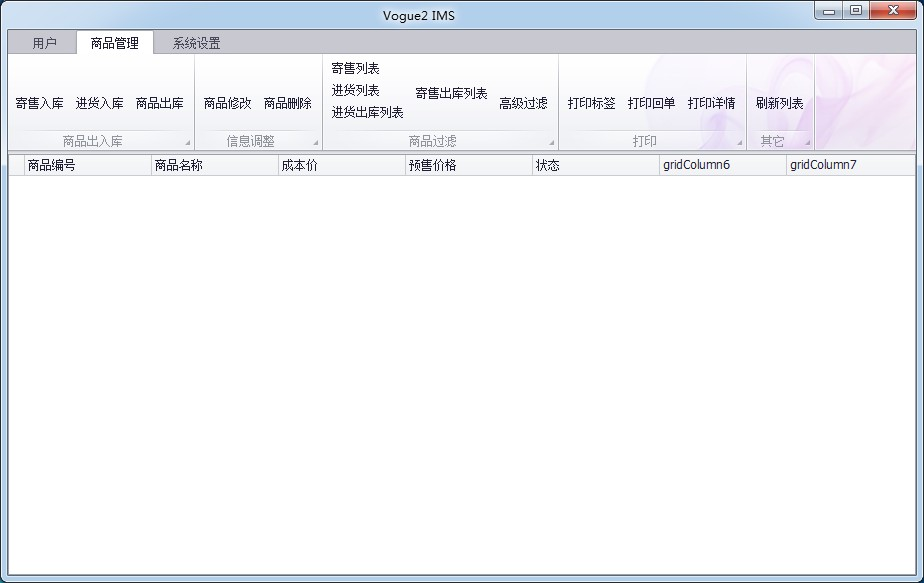 Vogue2 IMS
用户 商品管理 系统设置
寄售列表
进货列表
进货出库列表
寄售入库 进货入库 商品出库 商品修改 商品删除 寄售出库列表 高级过滤 打印标签 打印回单 打印详情 刷新列表
商品出入库 信息调整 商品过滤 打印 其它
商品编号 商品名称 成本价 预售价格 状态 gridColumn6 gridColumn7